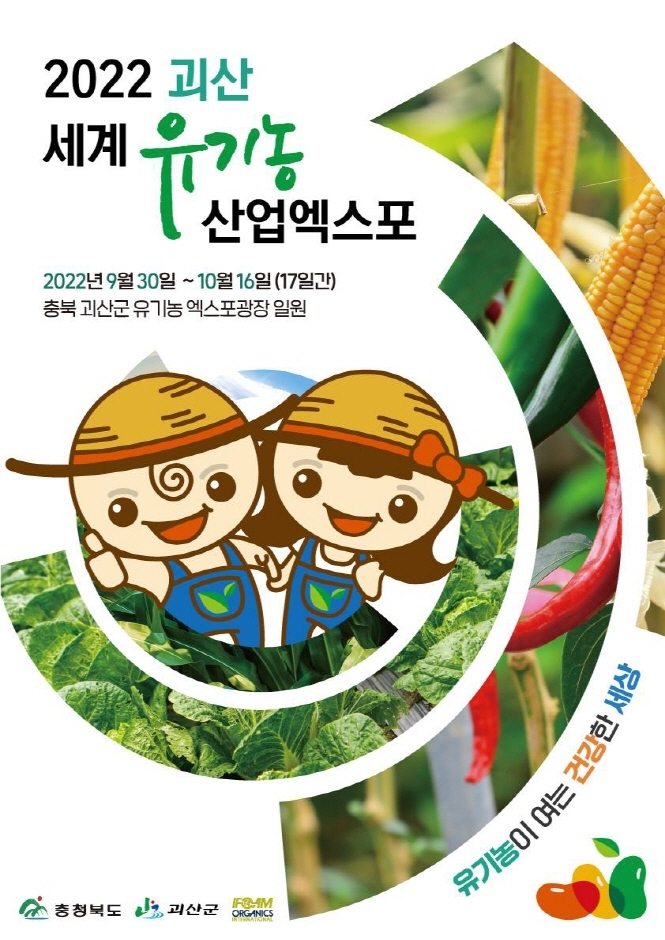 2022 괴산
세계 유기농
산업엑스포
2022년 9월 30일 ~ 10월 16일 (17일간)
충북 괴산군 유기농 엑스포광장 일원
유기농이 여는 건강한 세상
충청북도
괴산군
IFOAM
ORGANICS
INTERNATIONAL